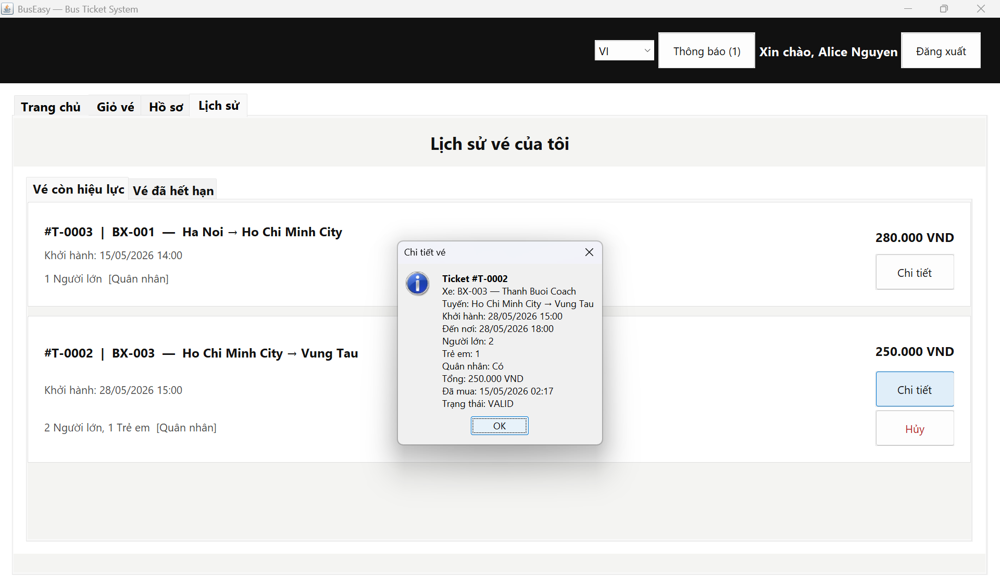 BusEasy — Bus Ticket System
VI
Thông báo (1)
Xin chào, Alice Nguyen
Đăng xuất
Trang chủ
Giỏ vé
Hồ sơ
Lịch sử
Lịch sử vé của tôi
Vé còn hiệu lực
Vé đã hết hạn
#T-0003 | BX-001 — Ha Noi → Ho Chi Minh City
Khởi hành: 15/05/2026 14:00
1 Người lớn [Quân nhân]
280.000 VND
Chi tiết
#T-0002 | BX-003 — Ho Chi Minh City → Vung Tau
Khởi hành: 28/05/2026 15:00
2 Người lớn, 1 Trẻ em [Quân nhân]
250.000 VND
Chi tiết
Hủy
Chi tiết vé
Ticket #T-0002
Xe: BX-003 — Thanh Buoi Coach
Tuyến: Ho Chi Minh City → Vung Tau
Khởi hành: 28/05/2026 15:00
Đến nơi: 28/05/2026 18:00
Người lớn: 2
Trẻ em: 1
Quân nhân: Có
Tổng: 250.000 VND
Đã mua: 15/05/2026 02:17
Trạng thái: VALID
OK